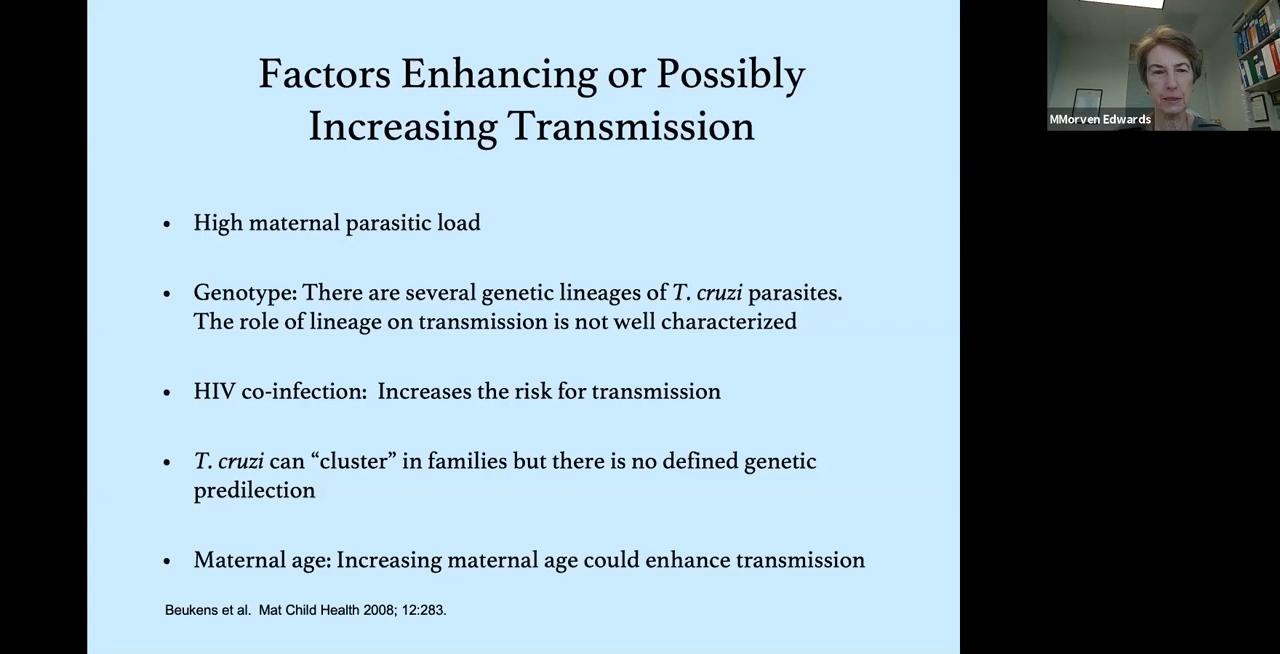 Factors Enhancing or Possibly
Increasing Transmission
• High maternal parasitic load
• Genotype: There are several genetic lineages of T. cruzi parasites.
The role of lineage on transmission is not well characterized
• HIV co-infection:  Increases the risk for transmission
• T. cruzi can “cluster” in families but there is no defined genetic
predilection
• Maternal age: Increasing maternal age could enhance transmission
Beukens et al.  Mat Child Health 2008; 12:283.
MMorven Edwards